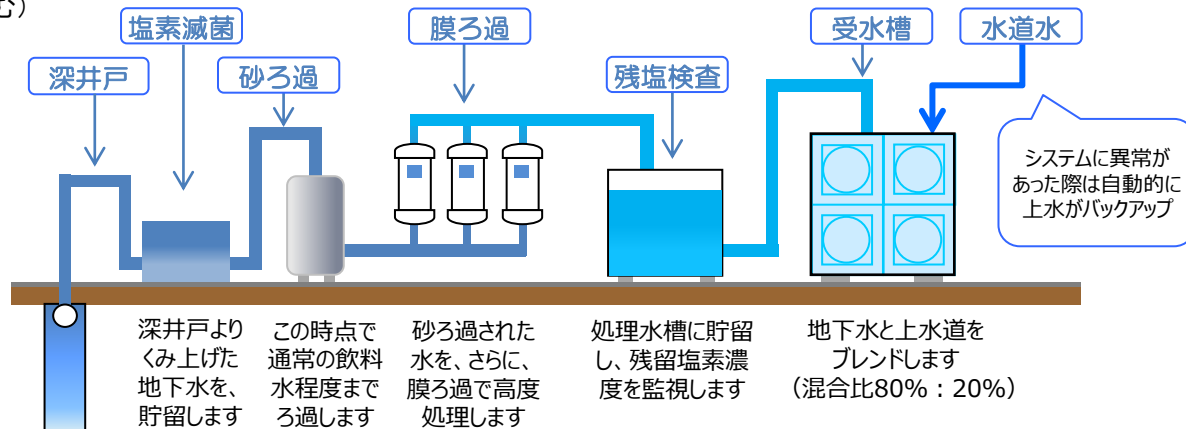 む）
塩素滅菌
膜ろ過
受水槽
水道水
深井戸
砂ろ過
残塩検査
システムに異常が
あった際は自動的に
上水がバックアップ
深井戸より
くみ上げた
地下水を、
貯留します
この時点で
通常の飲料
水程度まで
ろ過します
砂ろ過された
水を、さらに、
膜ろ過で高度
処理します
処理水槽に貯留
し、残留塩素濃
度を監視します
地下水と上水道を
ブレンドします
（混合比80%：20%）